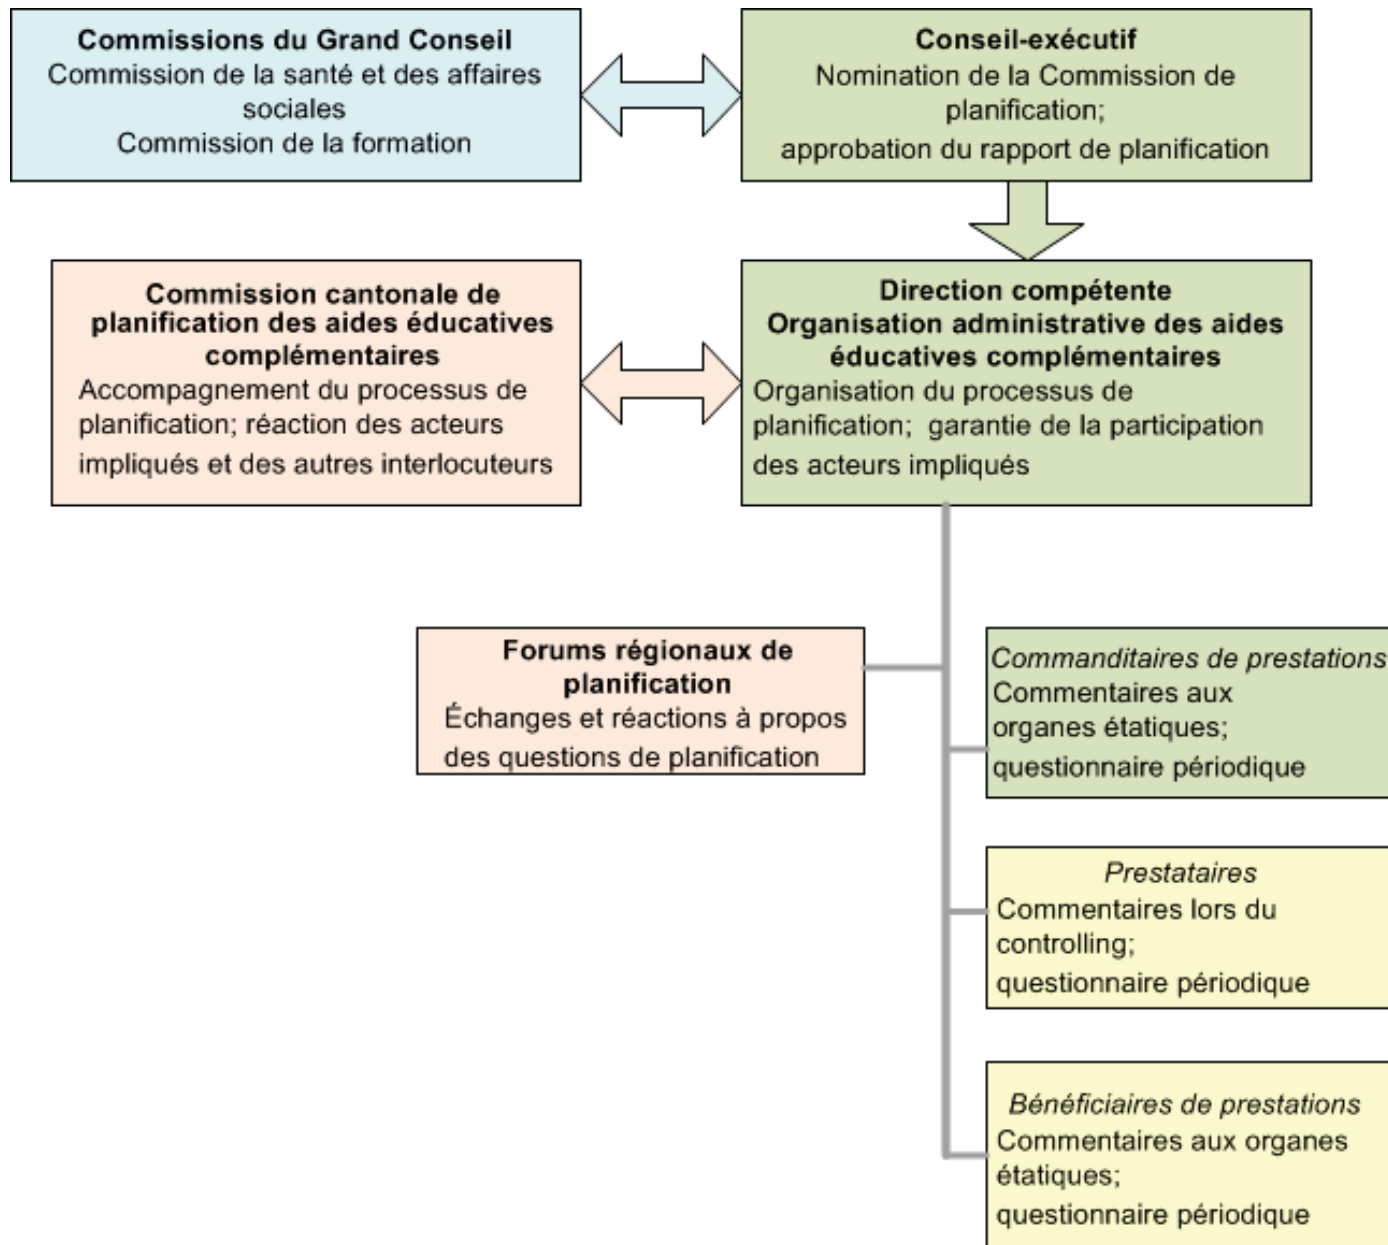 Commissions du Grand Conseil
Commission de la santé et des affaires
sociales
Commission de la formation
Conseil-exécutif
Nomination de la Commission de
planification;
approbation du rapport de planification
Commission cantonale de
planification des aides éducatives
complémentaires
Accompagnement du processus de
planification; réaction des acteurs
impliqués et des autres interlocuteurs
Direction compétente
Organisation administrative des aides
éducatives complémentaires
Organisation du processus de
planification; garantie de la participation
des acteurs impliqués
Forums régionaux de
planification
Échanges et réactions à propos
des questions de planification
Commanditaires de prestations
Commentaires aux
organes étatiques;
questionnaire périodique
Prestataires
Commentaires lors du
controlling;
questionnaire périodique
Bénéficiaires de prestations
Commentaires aux organes
étatiques;
questionnaire périodique